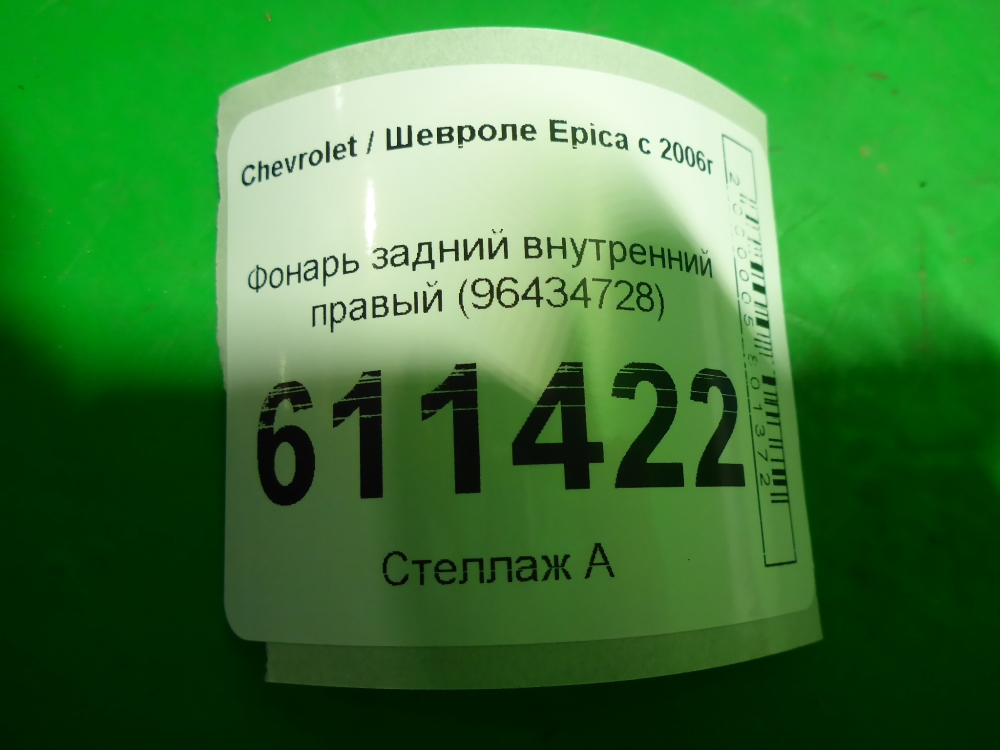 Chevrolet / Шевроле Epica с 2006г
Фонарь задний внутренний
правый (96434728)
611422
Стеллаж А